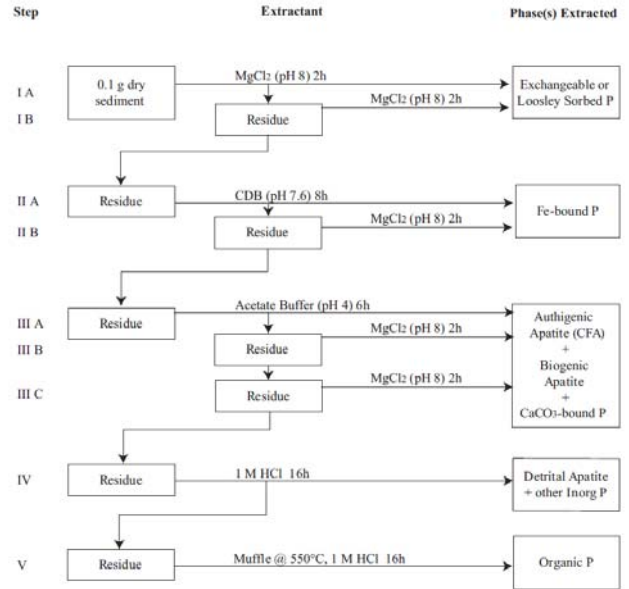 Step Extractant Phase(s) Extracted
MgCl2 (pH 8) 2h
I A 0.1 g dry Exchangeable or
sediment MgCl2 (pH 8) 2h Loosley Sorbed P
I B Residue
CDB (pH 7.6) 8h
II A Residue Fe-bound P
MgCl2 (pH 8) 2h
II B Residue
Acetate Buffer (pH 4) 6h
III A Residue Authigenic
MgCl2 (pH 8) 2h Apatite (CFA)
III B Residue +
Biogenic
MgCl2 (pH 8) 2h Apatite
III C Residue +
CaCO3-bound P
1 M HCl 16h
IV Residue Detrital Apatite
+ other Inorg P
Muffle @ 550°C, 1 M HCl 16h
V Residue Organic P